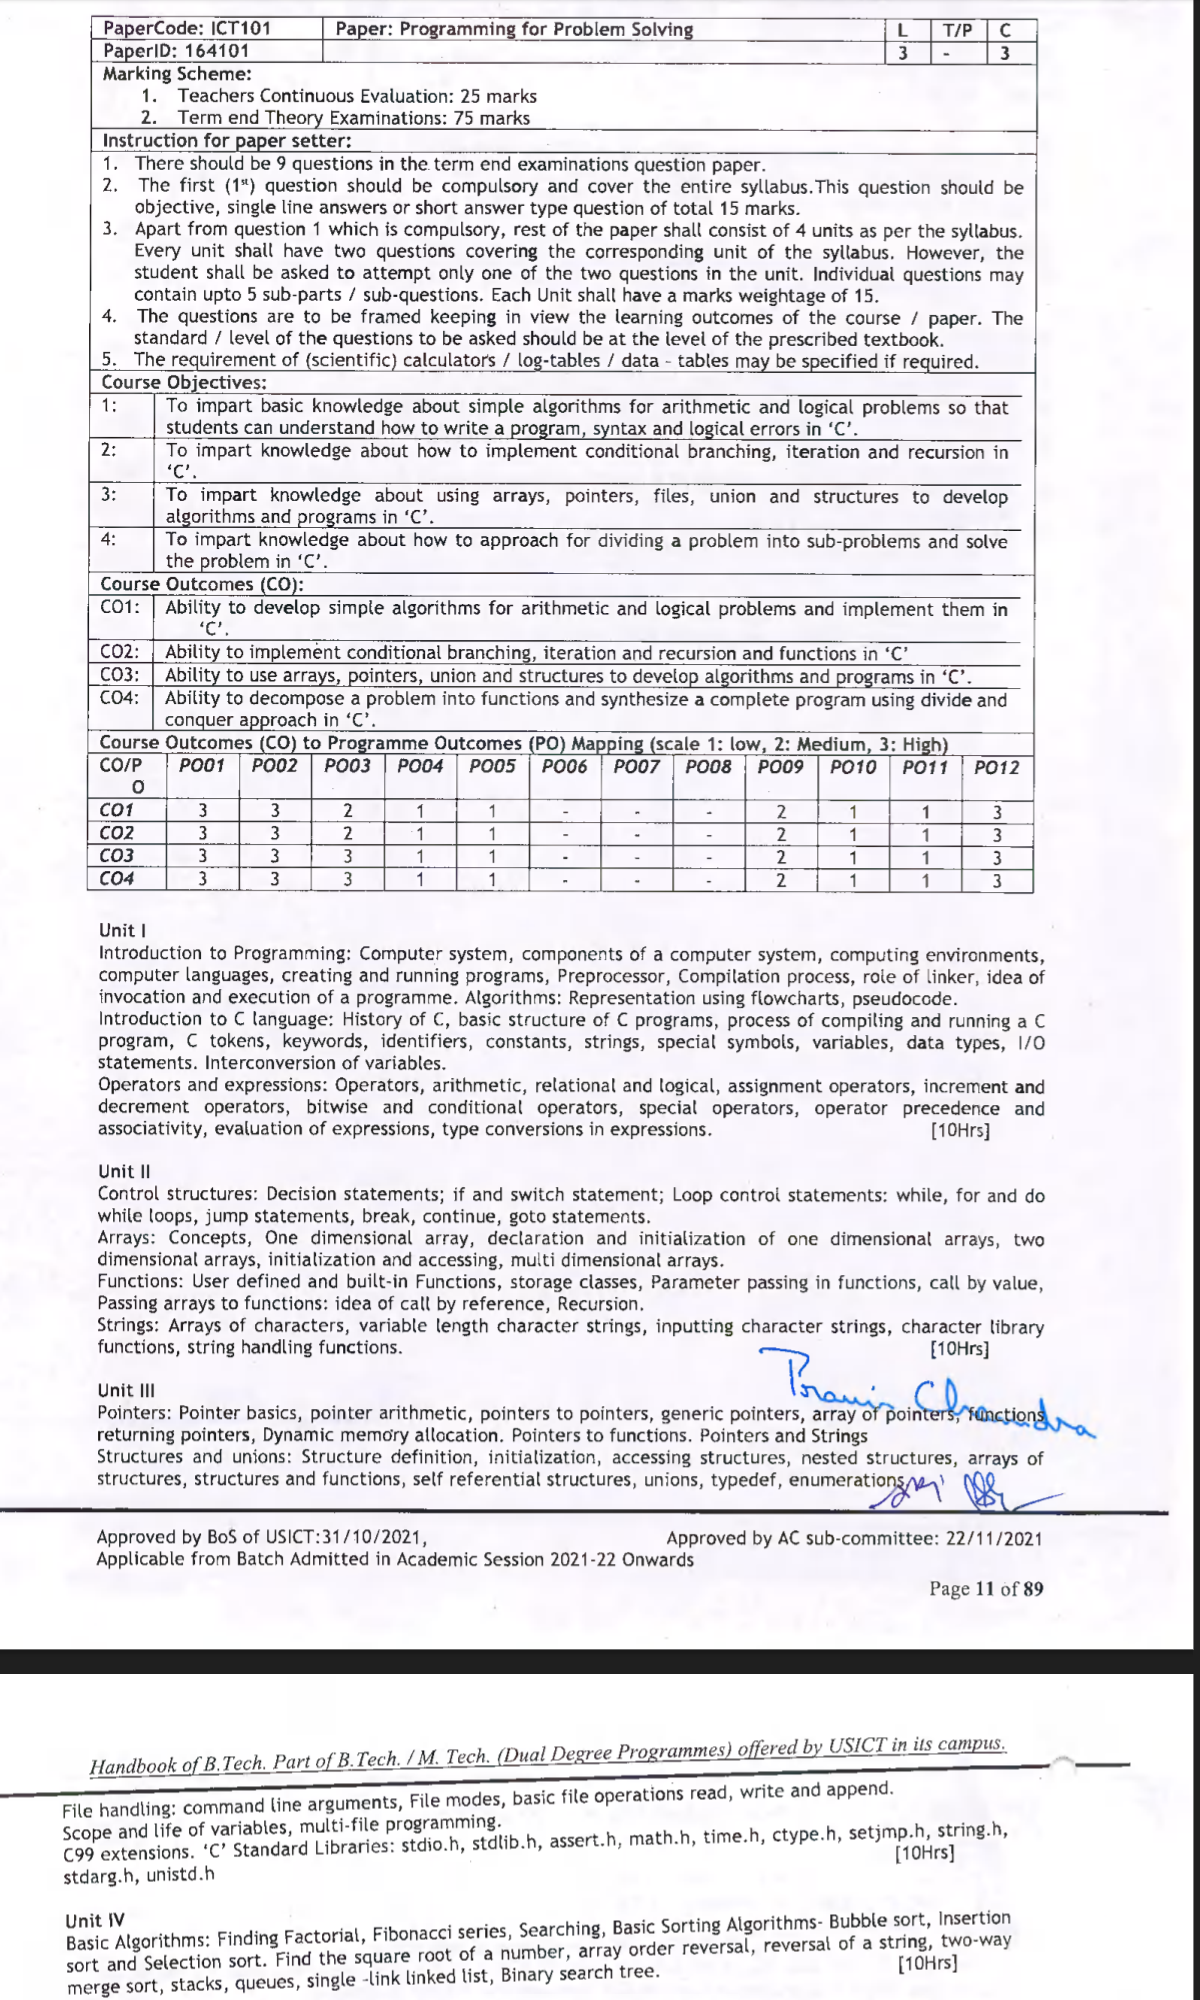 PaperCode: ICT101 Paper: Programming for Problem Solving L T/P C
PaperID: 164101 3 - 3
Marking Scheme:
1. Teachers Continuous Evaluation: 25 marks
2. Term end Theory Examinations: 75 marks
Instruction for paper setter:
1. There should be 9 questions in the term end examinations question paper.
2. The first (1st) question should be compulsory and cover the entire syllabus.This question should be
objective, single line answers or short answer type question of total 15 marks.
3. Apart from question 1 which is compulsory, rest of the paper shall consist of 4 units as per the syllabus.
Every unit shall have two questions covering the corresponding unit of the syllabus. However, the
student shall be asked to attempt only one of the two questions in the unit. Individual questions may
contain upto 5 sub-parts / sub-questions. Each Unit shall have a marks weightage of 15.
4. The questions are to be framed keeping in view the learning outcomes of the course / paper. The
standard / level of the questions to be asked should be at the level of the prescribed textbook.
5. The requirement of (scientific) calculators / log-tables / data - tables may be specified if required.
Course Objectives:
1: To impart basic knowledge about simple algorithms for arithmetic and logical problems so that
students can understand how to write a program, syntax and logical errors in ‘C’.
2: To impart knowledge about how to implement conditional branching, iteration and recursion in
‘C’.
3: To impart knowledge about using arrays, pointers, files, union and structures to develop
algorithms and programs in ‘C’.
4: To impart knowledge about how to approach for dividing a problem into sub-problems and solve
the problem in ‘C’.
Course Outcomes (CO):
CO1: Ability to develop simple algorithms for arithmetic and logical problems and implement them in
‘C’.
CO2: Ability to implement conditional branching, iteration and recursion and functions in ‘C’
CO3: Ability to use arrays, pointers, union and structures to develop algorithms and programs in ‘C’.
CO4: Ability to decompose a problem into functions and synthesize a complete program using divide and
conquer approach in ‘C’.
Course Outcomes (CO) to Programme Outcomes (PO) Mapping (scale 1: low, 2: Medium, 3: High)
CO/P PO01 PO02 PO03 PO04 PO05 PO06 PO07 PO08 PO09 PO10 PO11 PO12
O
CO1 3 3 2 1 1 - - - 2 1 1 3
CO2 3 3 2 1 1 - - - 2 1 1 3
CO3 3 3 3 1 1 - - - 2 1 1 3
CO4 3 3 3 1 1 - - - 2 1 1 3
Unit I
Introduction to Programming: Computer system, components of a computer system, computing environments,
computer languages, creating and running programs, Preprocessor, Compilation process, role of linker, idea of
invocation and execution of a programme. Algorithms: Representation using flowcharts, pseudocode.
Introduction to C language: History of C, basic structure of C programs, process of compiling and running a C
program, C tokens, keywords, identifiers, constants, strings, special symbols, variables, data types, I/O
statements. Interconversion of variables.
Operators and expressions: Operators, arithmetic, relational and logical, assignment operators, increment and
decrement operators, bitwise and conditional operators, special operators, operator precedence and
associativity, evaluation of expressions, type conversions in expressions. [10Hrs]
Unit II
Control structures: Decision statements; if and switch statement; Loop control statements: while, for and do
while loops, jump statements, break, continue, goto statements.
Arrays: Concepts, One dimensional array, declaration and initialization of one dimensional arrays, two
dimensional arrays, initialization and accessing, multi dimensional arrays.
Functions: User defined and built-in Functions, storage classes, Parameter passing in functions, call by value,
Passing arrays to functions: idea of call by reference, Recursion.
Strings: Arrays of characters, variable length character strings, inputting character strings, character library
functions, string handling functions. [10Hrs]
Pravin Chandra
Unit III
Pointers: Pointer basics, pointer arithmetic, pointers to pointers, generic pointers, array of pointers, functions
returning pointers, Dynamic memory allocation. Pointers to functions. Pointers and Strings
Structures and unions: Structure definition, initialization, accessing structures, nested structures, arrays of
structures, structures and functions, self referential structures, unions, typedef, enumerations
Approved by BoS of USICT:31/10/2021, Approved by AC sub-committee: 22/11/2021
Applicable from Batch Admitted in Academic Session 2021-22 Onwards
Page 11 of 89
Handbook of B.Tech. Part of B.Tech. / M. Tech. (Dual Degree Programmes) offered by USICT in its campus.
File handling: command line arguments, File modes, basic file operations read, write and append.
Scope and life of variables, multi-file programming.
C99 extensions. ‘C’ Standard Libraries: stdio.h, stdlib.h, assert.h, math.h, time.h, ctype.h, setjmp.h, string.h,
stdarg.h, unistd.h [10Hrs]
Unit IV
Basic Algorithms: Finding Factorial, Fibonacci series, Searching, Basic Sorting Algorithms- Bubble sort, Insertion
sort and Selection sort. Find the square root of a number, array order reversal, reversal of a string, two-way
merge sort, stacks, queues, single -link linked list, Binary search tree. [10Hrs]